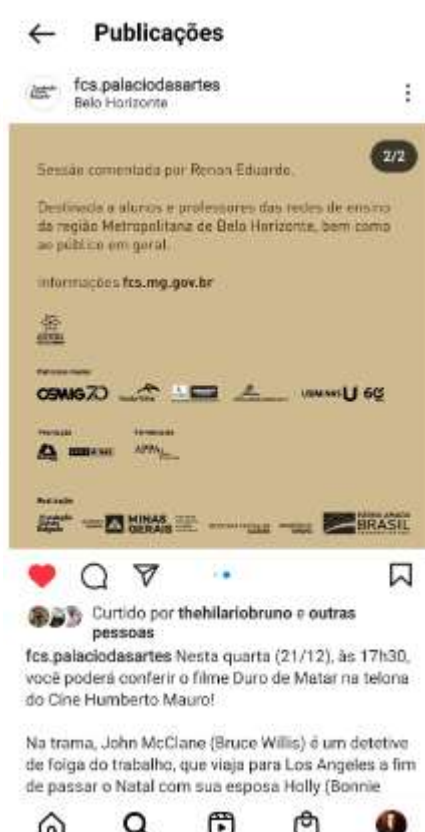 Publicações
fcs.palaciodasartes
Belo Horizonte
2/2
Sessão comentada por Renan Eduardo.
Destinada a alunos e professores das redes de ensino
da região Metropolitana de Belo Horizonte, bem como
ao público em geral.
informações fcs.mg.gov.br
USIMINAS U 60
APPA
MINAS GERAIS
BRASIL
Curtido por thehilariobruno e outras
pessoas
fcs.palaciodasartes Nesta quarta (21/12), às 17h30,
você poderá conferir o filme Duro de Matar na telona
do Cine Humberto Mauro!
Na trama, John McClane (Bruce Willis) é um detetive
de folga do trabalho, que viaja para Los Angeles a fim
de passar o Natal com sua esposa Holly (Bonnie